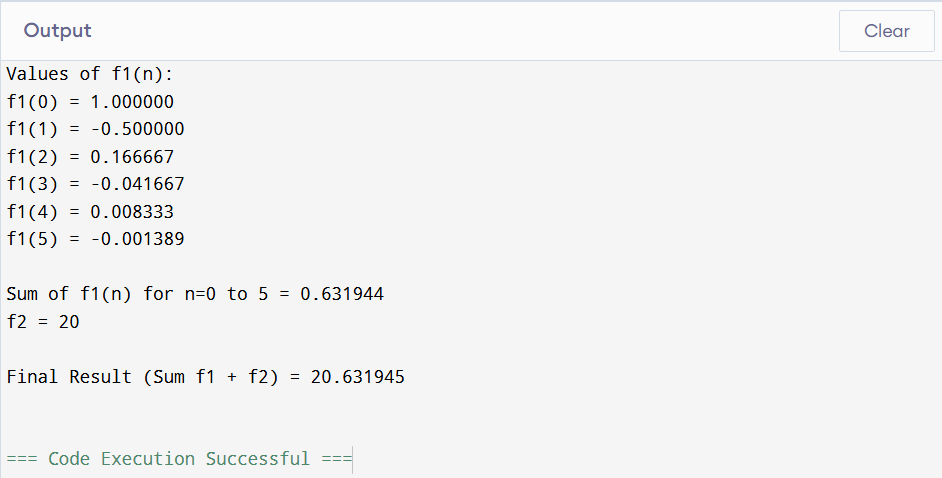 Output
Clear
Values of f1(n):
f1(0) = 1.000000
f1(1) = -0.500000
f1(2) = 0.166667
f1(3) = -0.041667
f1(4) = 0.008333
f1(5) = -0.001389
Sum of f1(n) for n=0 to 5 = 0.631944
f2 = 20
Final Result (Sum f1 + f2) = 20.631945
=== Code Execution Successful ===